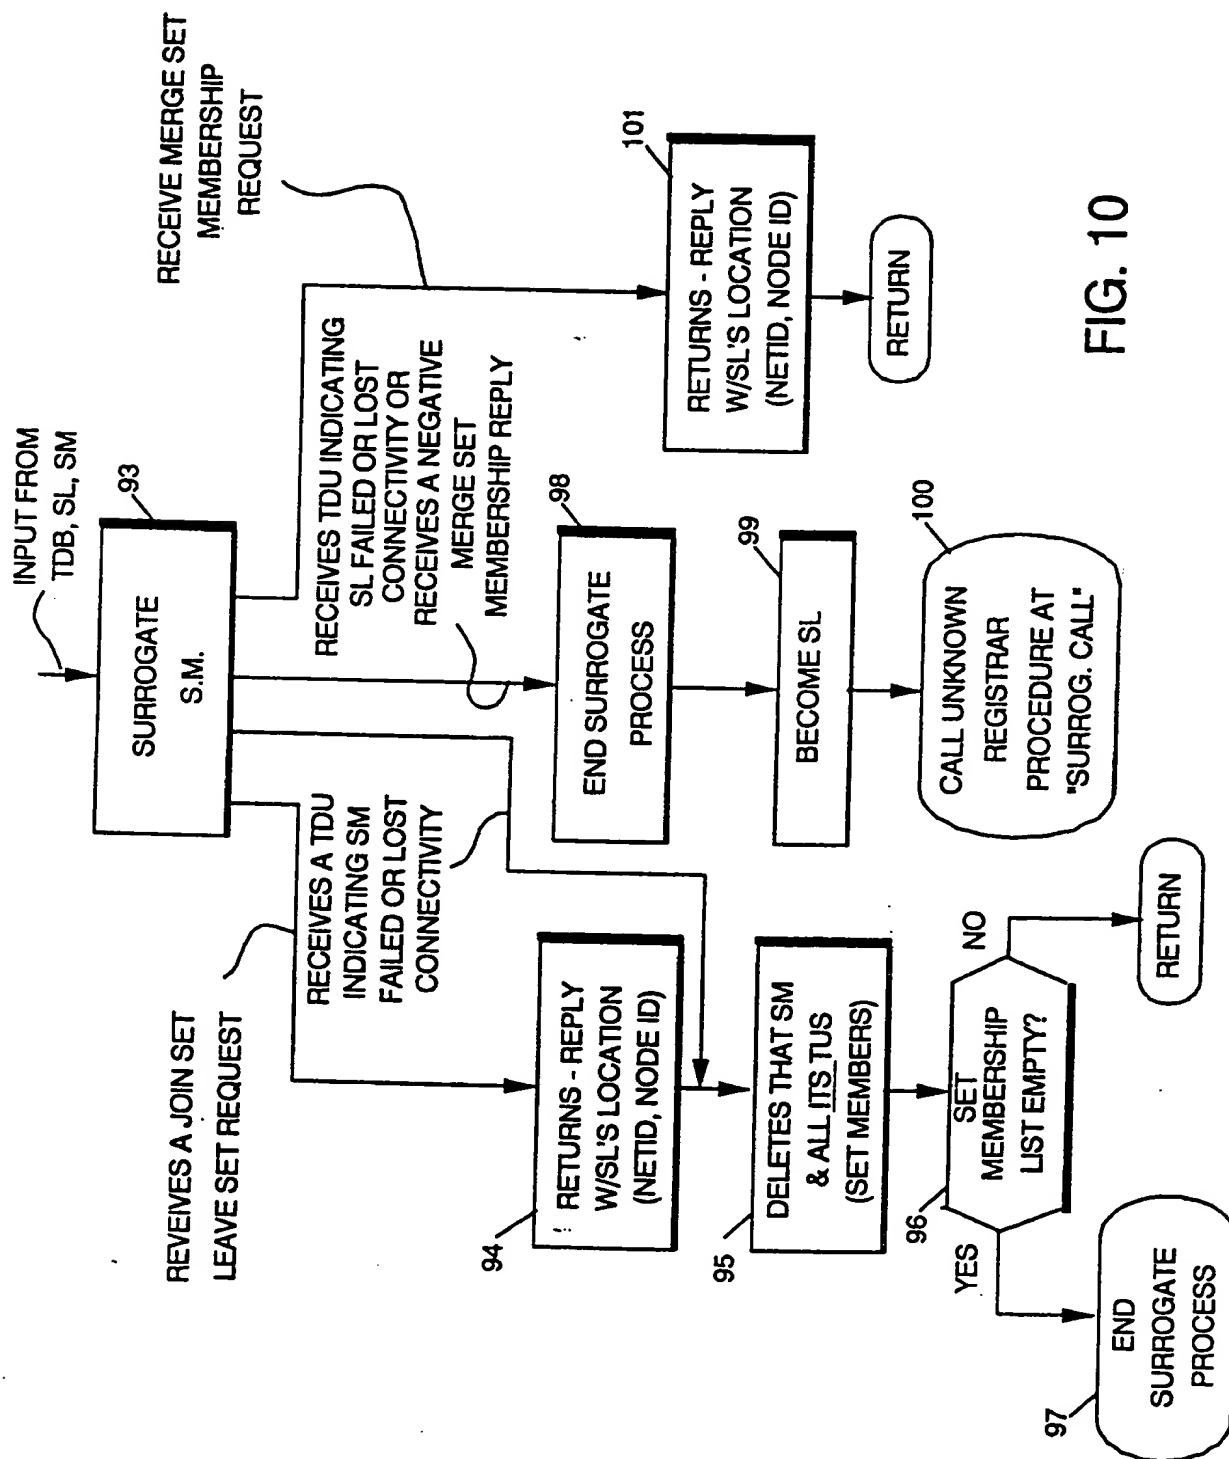 INPUT FROM
TDB, SL, SM
93
SURROGATE
S.M.
REVEIVES A JOIN SET
LEAVE SET REQUEST
RECEIVES A TDU
INDICATING SM
FAILED OR LOST
CONNECTIVITY
RECEIVES TDU INDICATING
SL FAILED OR LOST
CONNECTIVITY OR
RECEIVES A NEGATIVE
MERGE SET
MEMBERSHIP REPLY
RECEIVE MERGE SET
MEMBERSHIP
REQUEST
94
RETURNS - REPLY
W/SL'S LOCATION
(NETID, NODE ID)
95
DELETES THAT SM
& ALL ITS TUS
(SET MEMBERS)
96
SET
MEMBERSHIP
LIST EMPTY?
YES
NO
97
END
SURROGATE
PROCESS
RETURN
98
END SURROGATE
PROCESS
99
BECOME SL
100
CALL UNKNOWN
REGISTRAR
PROCEDURE AT
"SURROG. CALL"
101
RETURNS - REPLY
W/SL'S LOCATION
(NETID, NODE ID)
RETURN
FIG. 10